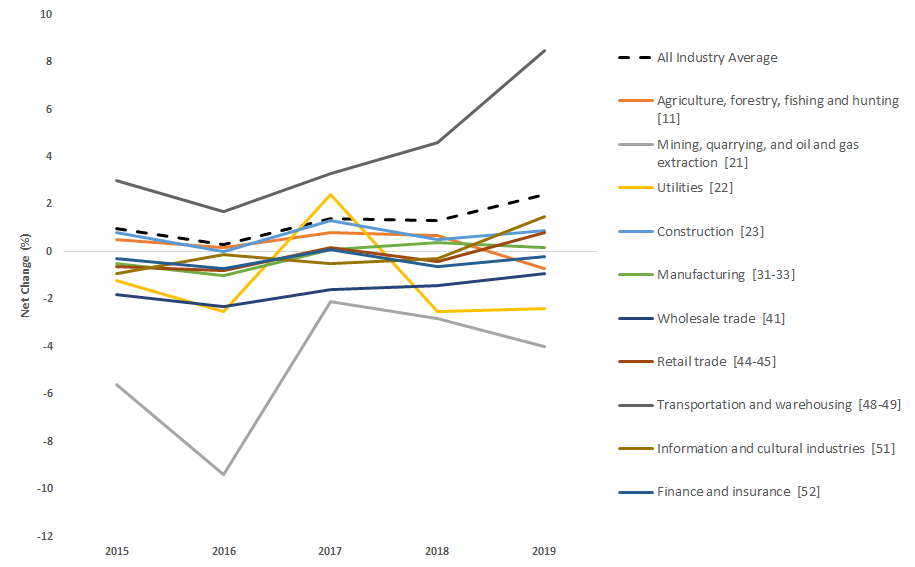 10
8
6
4
2
0
-2
-4
-6
-8
-10
-12
Net Change (%)
2015 2016 2017 2018 2019
All Industry Average
Agriculture, forestry, fishing and hunting
[11]
Mining, quarrying, and oil and gas
extraction [21]
Utilities [22]
Construction [23]
Manufacturing [31-33]
Wholesale trade [41]
Retail trade [44-45]
Transportation and warehousing [48-49]
Information and cultural industries [51]
Finance and insurance [52]